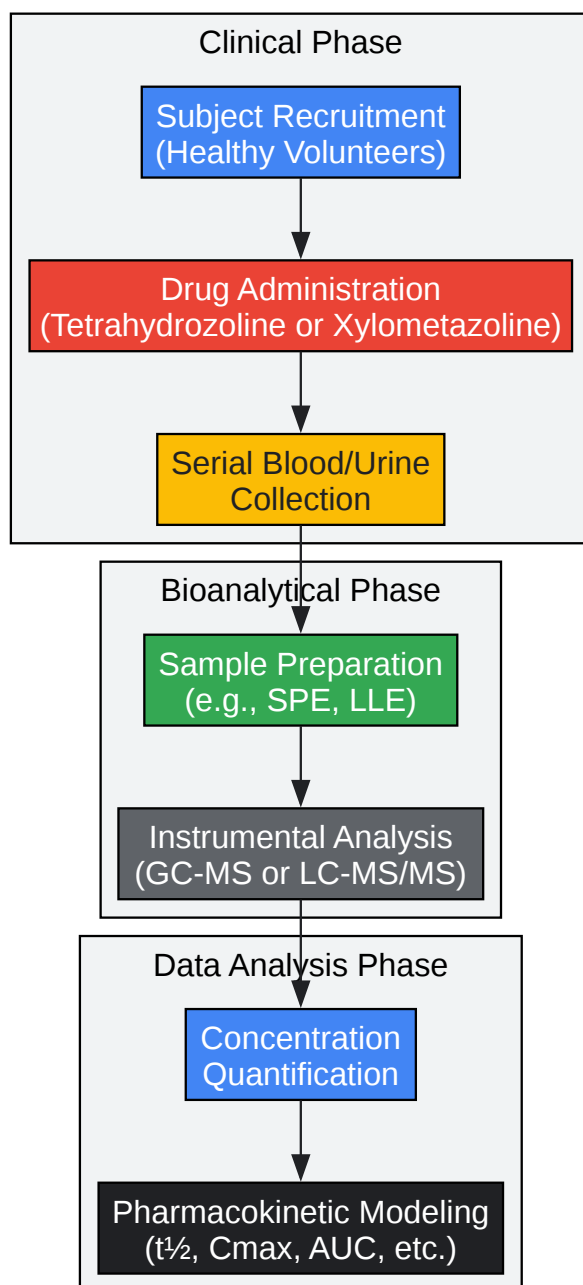 Clinical Phase
Subject Recruitment
(Healthy Volunteers)
Drug Administration
(Tetrahydrozoline or Xylometazoline)
Serial Blood/Urine
Collection
Bioanalytical Phase
Sample Preparation
(e.g., SPE, LLE)
Instrumental Analysis
(GC-MS or LC-MS/MS)
Data Analysis Phase
Concentration
Quantification
Pharmacokinetic Modeling
(t½, Cmax, AUC, etc.)